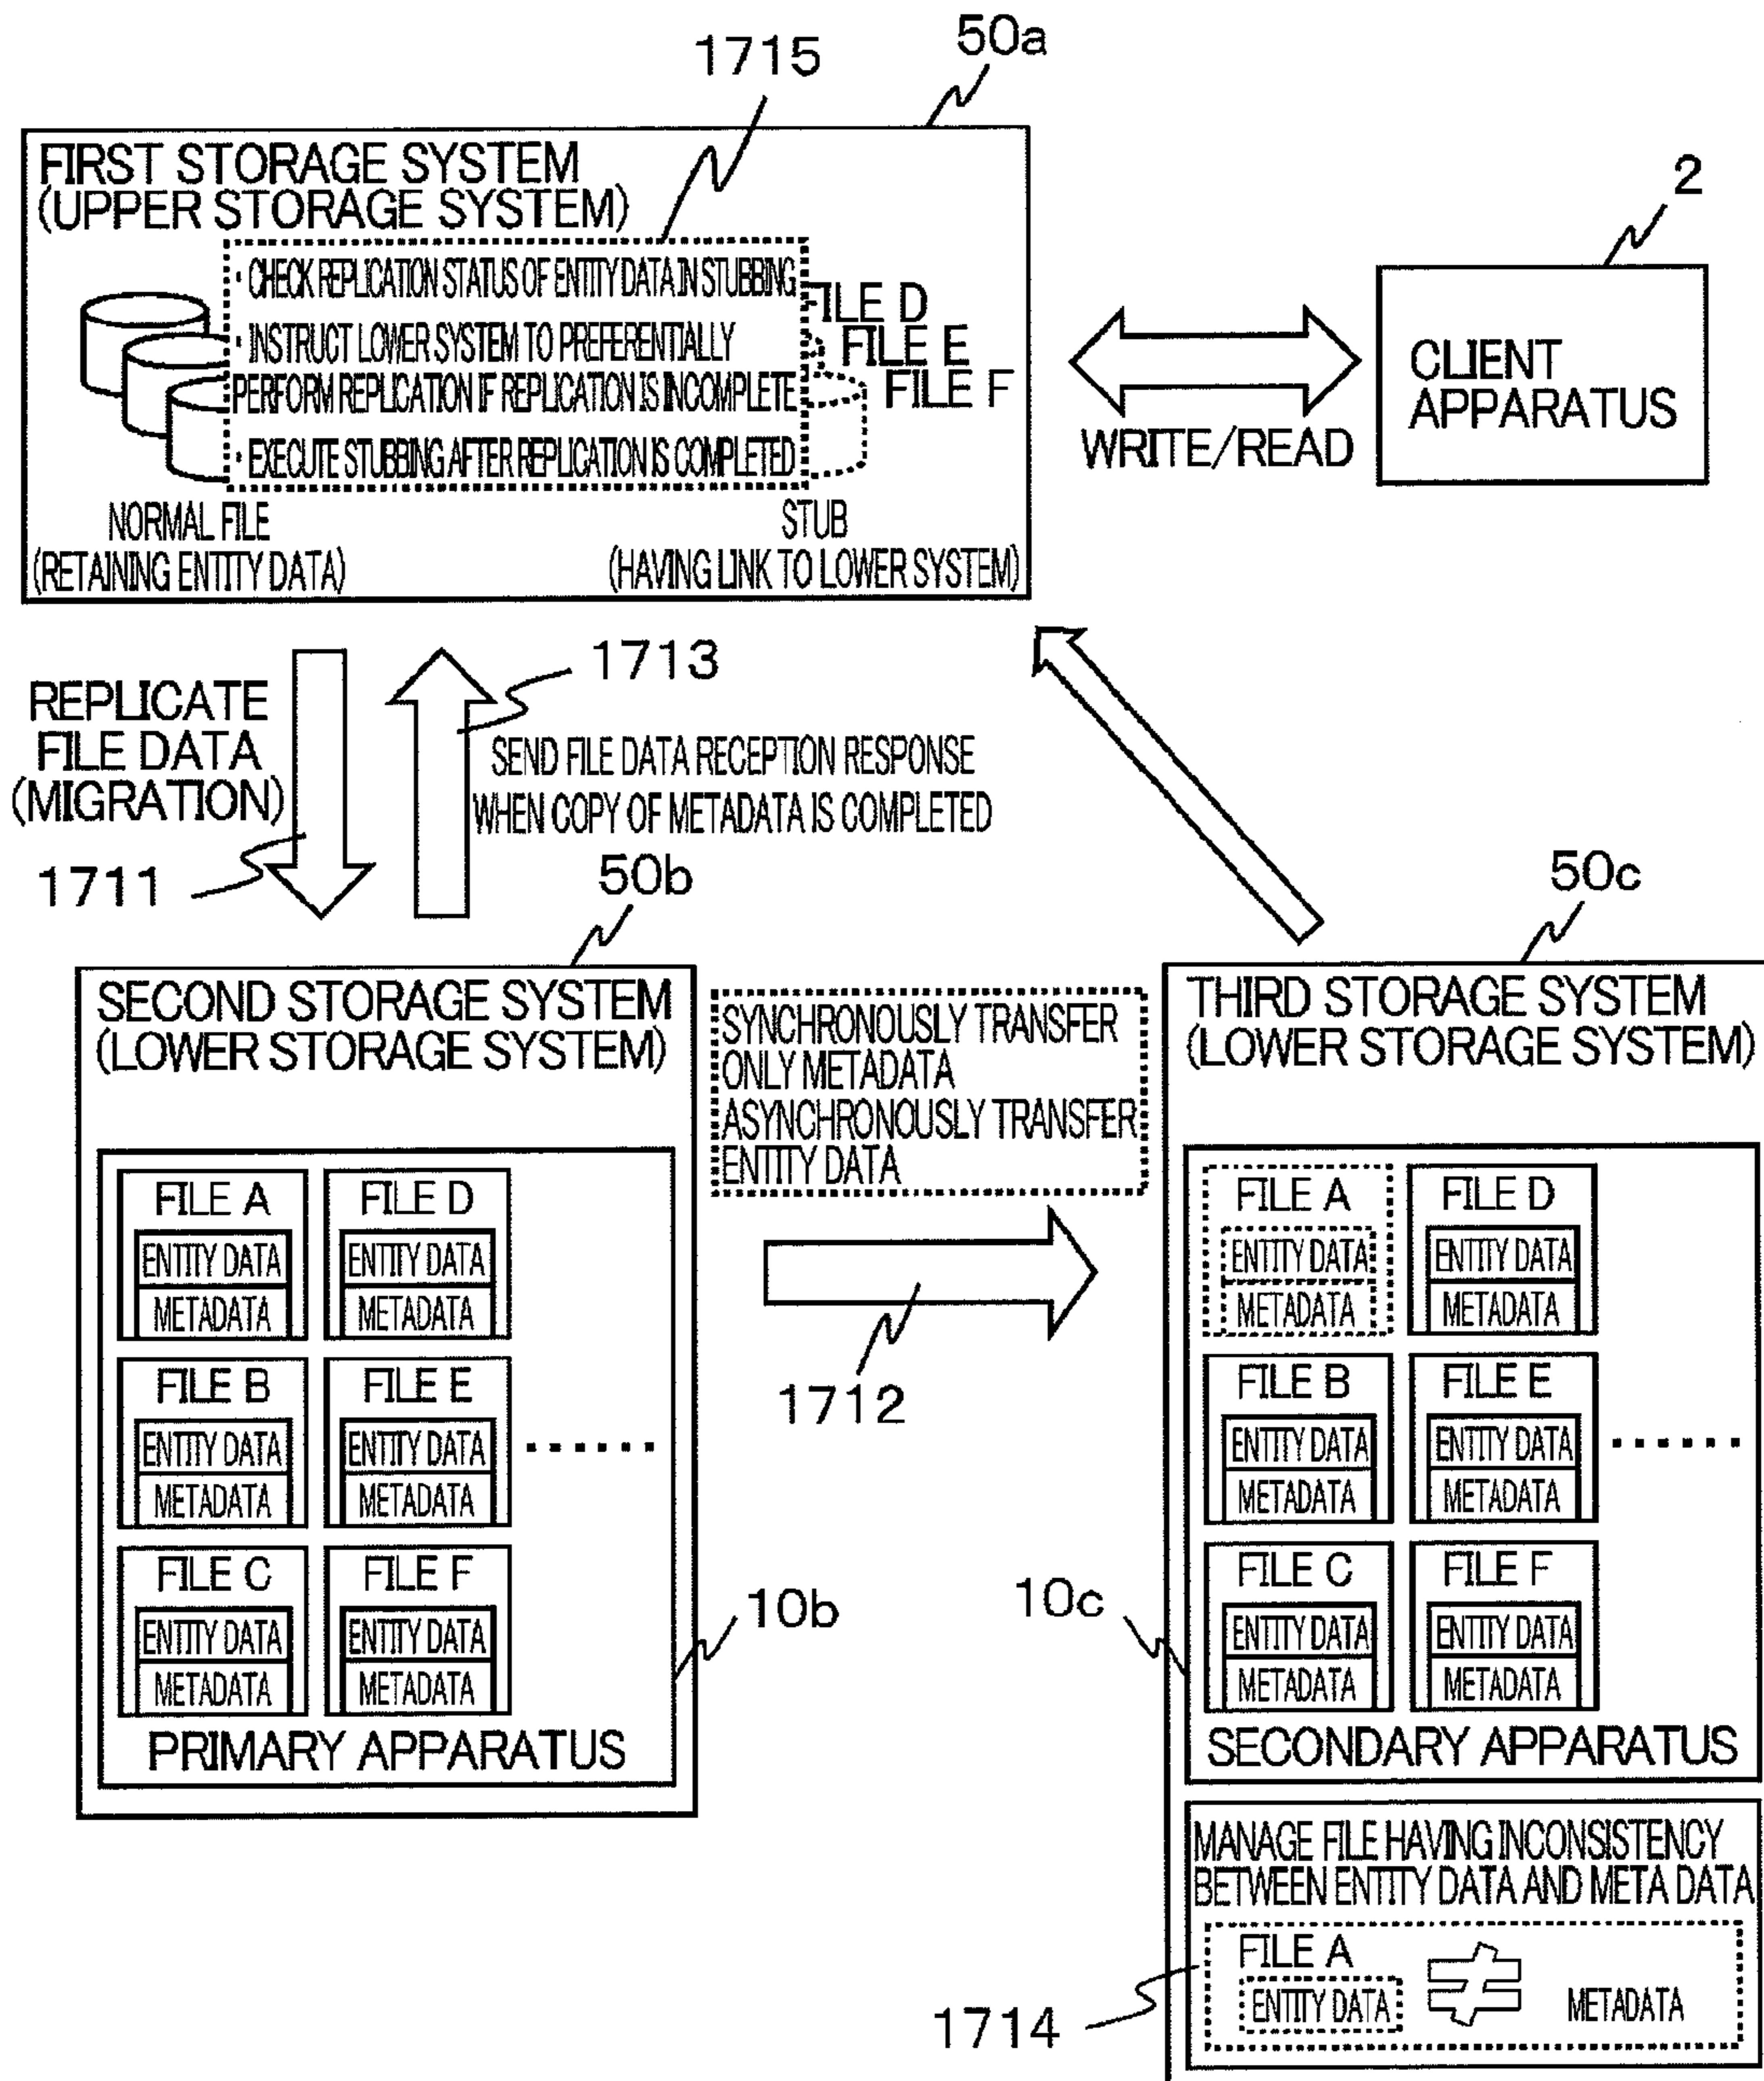 50a
1715
FIRST STORAGE SYSTEM
(UPPER STORAGE SYSTEM)
2
· CHECK REPLICATION STATUS OF ENTITY DATA IN STUBBING
· INSTRUCT LOWER SYSTEM TO PREFERENTIALLY
PERFORM REPLICATION IF REPLICATION IS INCOMPLETE
· EXECUTE STUBBING AFTER REPLICATION IS COMPLETED
FILE D
FILE E
FILE F
NORMAL FILE
(RETAINING ENTITY DATA)
STUB
(HAVING LINK TO LOWER SYSTEM)
WRITE/READ
CLIENT
APPARATUS
REPLICATE
FILE DATA
(MIGRATION)
1711
1713
SEND FILE DATA RECEPTION RESPONSE
WHEN COPY OF METADATA IS COMPLETED
50b
50c
SECOND STORAGE SYSTEM
(LOWER STORAGE SYSTEM)
FILE A
ENTITY DATA
METADATA
FILE D
ENTITY DATA
METADATA
FILE B
ENTITY DATA
METADATA
FILE E
ENTITY DATA
METADATA
......
FILE C
ENTITY DATA
METADATA
FILE F
ENTITY DATA
METADATA
PRIMARY APPARATUS
10b
SYNCHRONOUSLY TRANSFER
ONLY METADATA
ASYNCHRONOUSLY TRANSFER
ENTITY DATA
1712
THIRD STORAGE SYSTEM
(LOWER STORAGE SYSTEM)
FILE A
ENTITY DATA
METADATA
FILE D
ENTITY DATA
METADATA
FILE B
ENTITY DATA
METADATA
FILE E
ENTITY DATA
METADATA
......
FILE C
ENTITY DATA
METADATA
FILE F
ENTITY DATA
METADATA
10c
SECONDARY APPARATUS
MANAGE FILE HAVING INCONSISTENCY
BETWEEN ENTITY DATA AND META DATA
FILE A
ENTITY DATA
≠
METADATA
1714